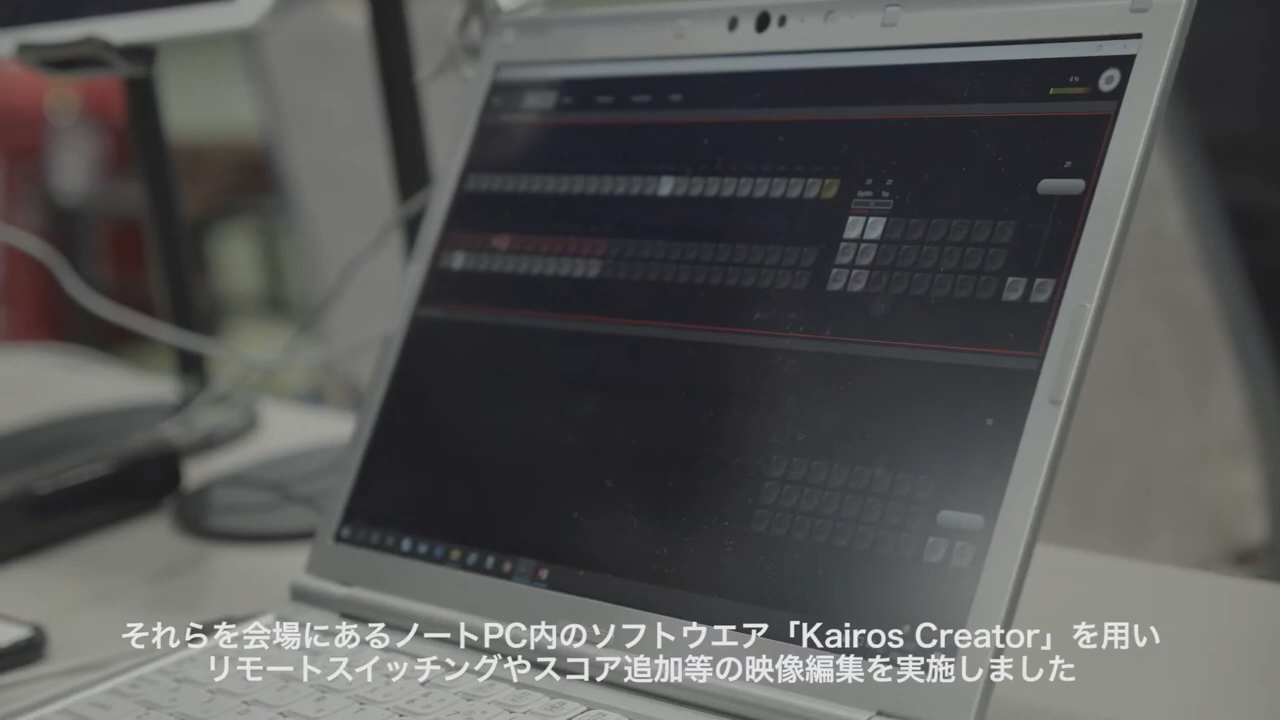 それらを会場にあるノートPC内のソフトウエア「Kairos Creator」を用い
リモートスイッチングやスコア追加等の映像編集を実施しました